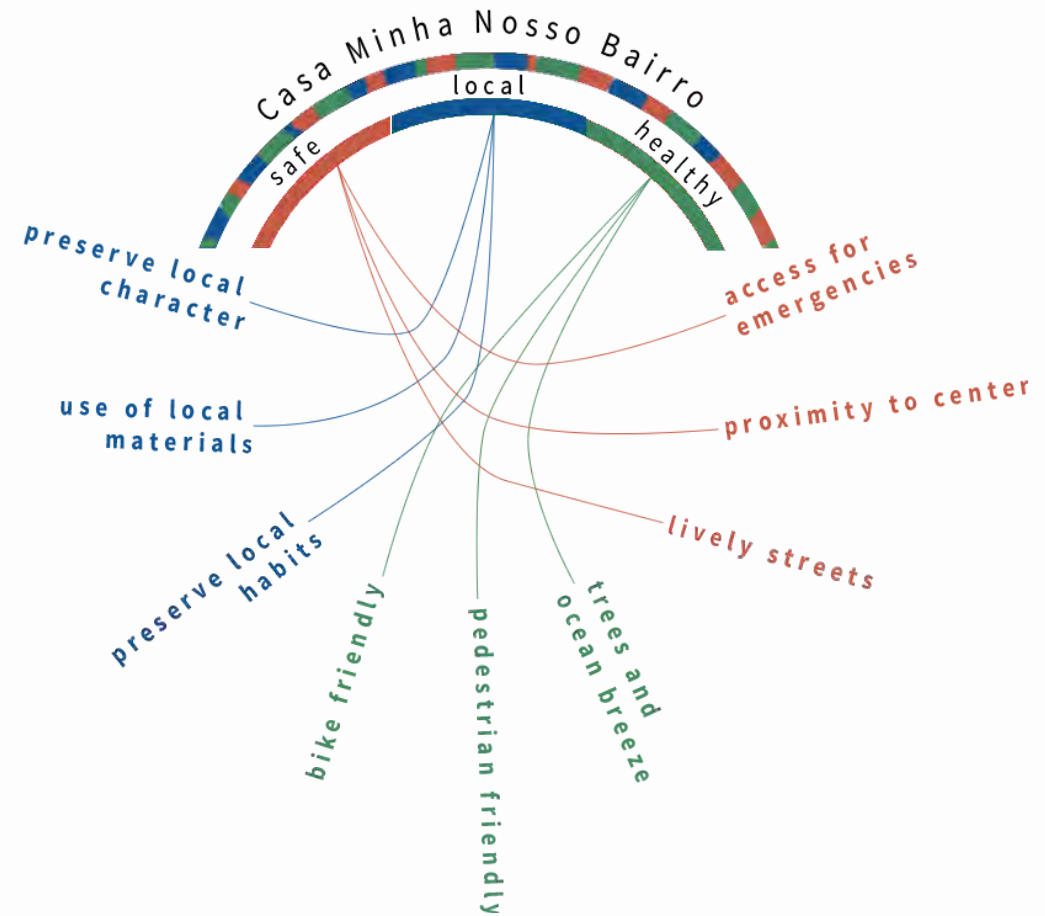 Casa Minha Nosso Bairro
local
safe
healthy
preserve local
character
access for
emergencies
use of local
materials
proximity to center
preserve local
habits
lively streets
bike friendly
pedestrian friendly
trees and
ocean breeze